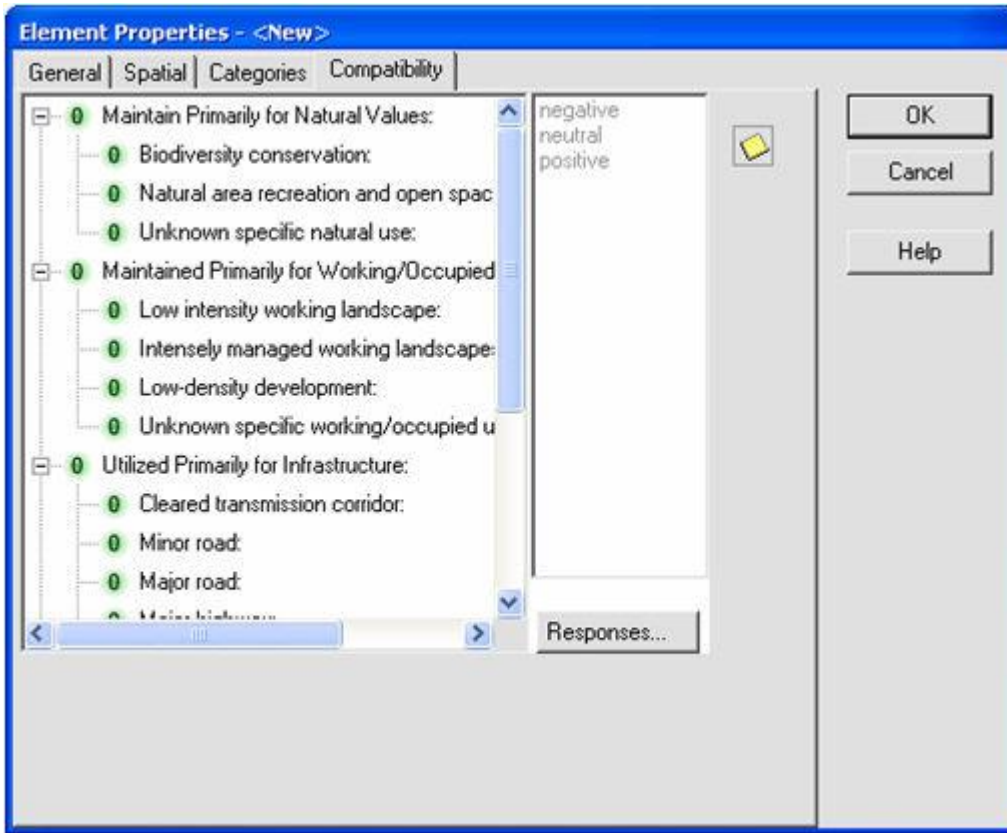 Element Properties - <New>
General Spatial Categories Compatibility
0 Maintain Primarily for Natural Values:
0 Biodiversity conservation:
0 Natural area recreation and open spac
0 Unknown specific natural use:
0 Maintained Primarily for Working/Occupied
0 Low intensity working landscape:
0 Intensely managed working landscape:
0 Low-density development:
0 Unknown specific working/occupied u
0 Utilized Primarily for Infrastructure:
0 Cleared transmission corridor:
0 Minor road:
0 Major road:
0 Major highway:
negative
neutral
positive
Responses...
OK
Cancel
Help